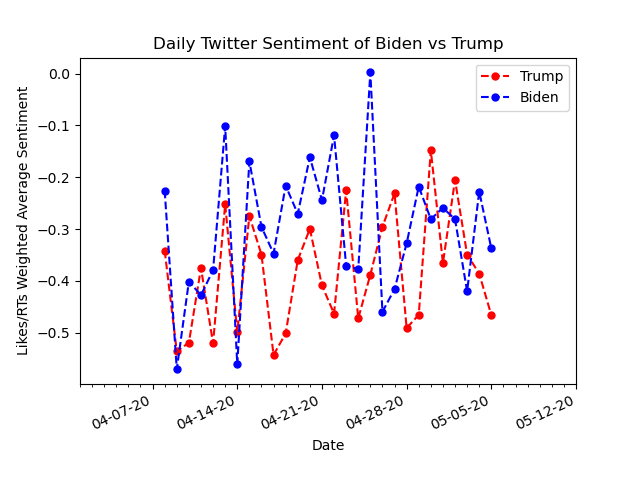 Daily Twitter Sentiment of Biden vs Trump
Trump
Biden
Likes/RTs Weighted Average Sentiment
0.0
−0.1
−0.2
−0.3
−0.4
−0.5
04-07-20
04-14-20
04-21-20
04-28-20
05-05-20
05-12-20
Date